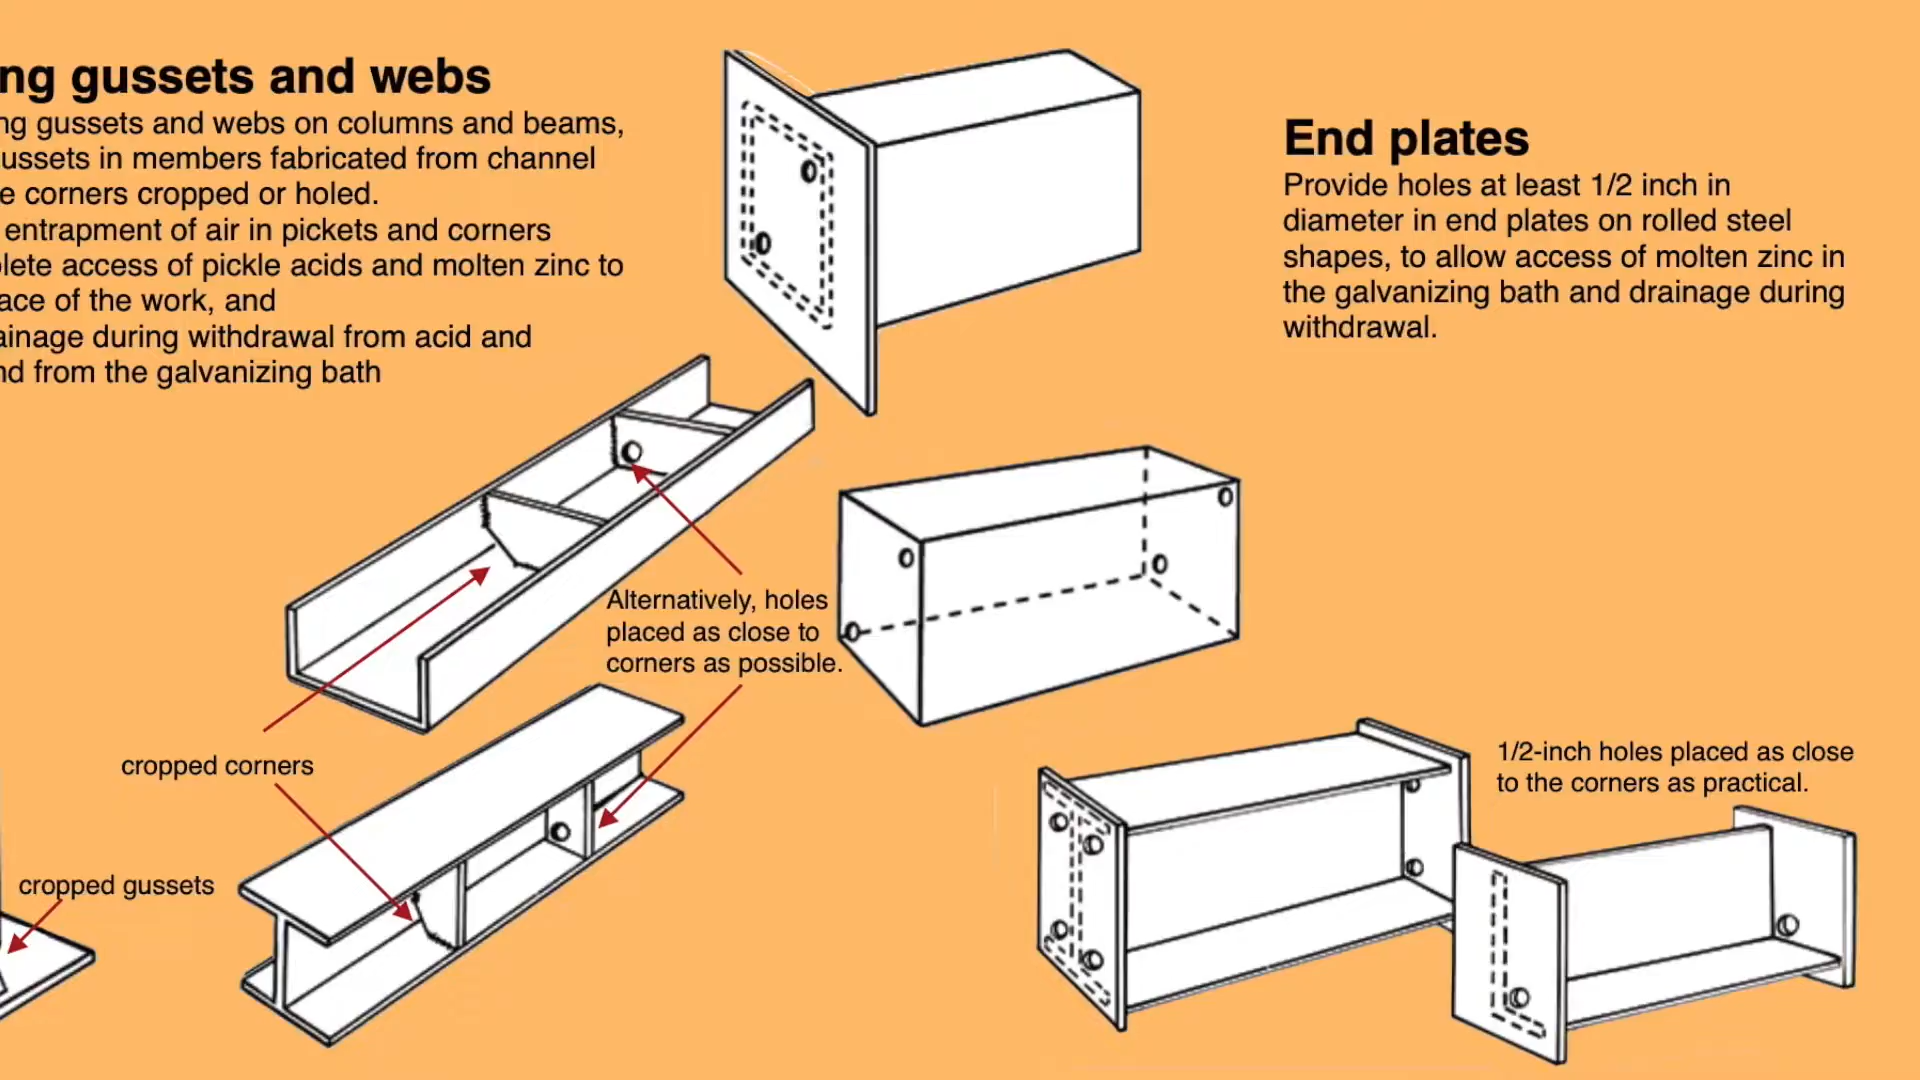 ng gussets and webs
ng gussets and webs on columns and beams,
ussets in members fabricated from channel
e corners cropped or holed.
entrapment of air in pickets and corners
lete access of pickle acids and molten zinc to
ace of the work, and
ainage during withdrawal from acid and
nd from the galvanizing bath
End plates
Provide holes at least 1/2 inch in
diameter in end plates on rolled steel
shapes, to allow access of molten zinc in
the galvanizing bath and drainage during
withdrawal.
Alternatively, holes
placed as close to
corners as possible.
cropped corners
cropped gussets
1/2-inch holes placed as close
to the corners as practical.